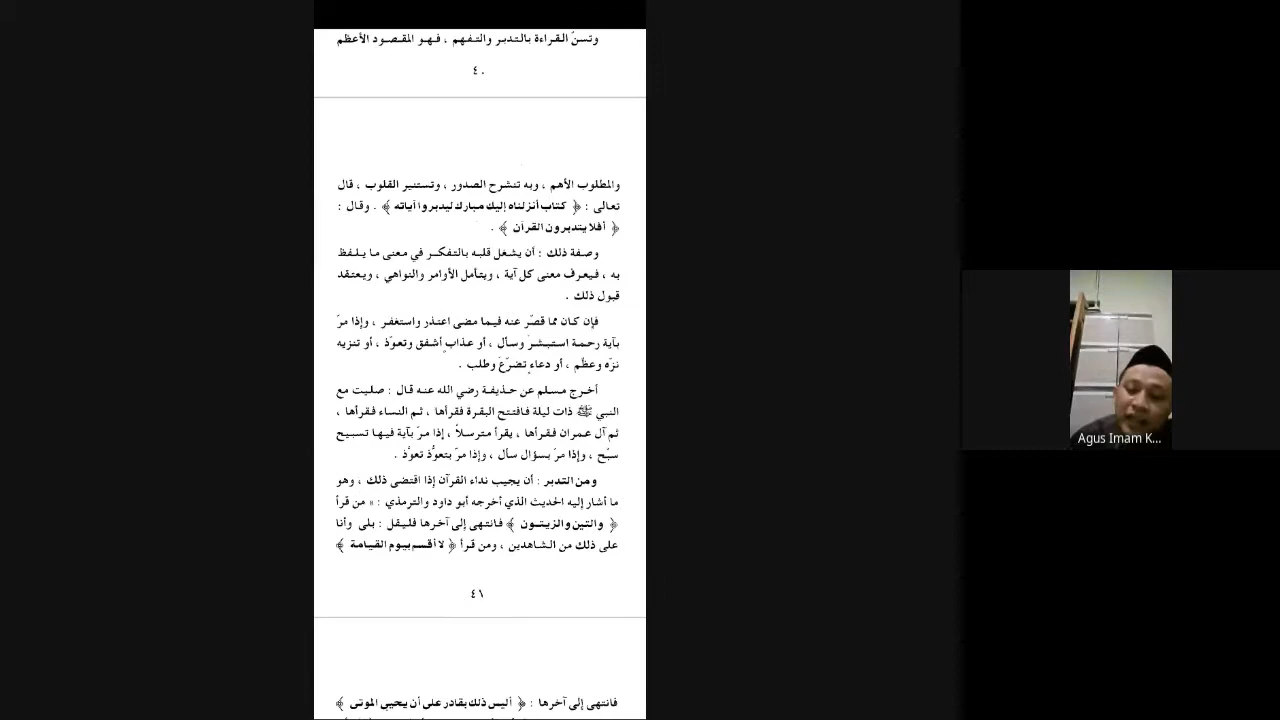 وتسنّ القراءة بالتدبر والتفهم ، فهو المقصود الأعظم
٤٠
والمطلوب الأهم ، وبه تنشرح الصدور ، وتستنير القلوب ، قال
تعالى : ﴿ كتاب أنزلناه إليك مبارك ليدبروا آياته ﴾ . وقال :
﴿ أفلا يتدبرون القرآن ﴾ .
وصفة ذلك : أن يشغل قلبه بالتفكر في معنى ما يلفظ
به ، فيعرف معنى كل آية ، ويتأمل الأوامر والنواهي ، ويعتقد
قبول ذلك .
فإن كان مما قصّر عنه فيما مضى اعتذر واستغفر ، وإذا مرّ
بآية رحمة استبشر وسأل ، أو عذابٍ أشفق وتعوّذ ، أو تنزيه
نزّه وعظّم ، أو دعاءٍ تضرّع وطلب .
أخرج مسلم عن حذيفة رضي الله عنه قال : صليت مع
النبي ﷺ ذات ليلة فافتتح البقرة فقرأها ، ثم النساء فقرأها ،
ثم آل عمران فقرأها ، يقرأ مترسلاً ، إذا مرّ بآية فيها تسبيح
سبّح ، وإذا مرّ بسؤال سأل ، وإذا مرّ بتعوُّذ تعوَّذ .
ومن التدبر : أن يجيب نداء القرآن إذا اقتضى ذلك ، وهو
ما أشار إليه الحديث الذي أخرجه أبو داود والترمذي : « من قرأ
﴿ والتين والزيتون ﴾ فانتهى إلى آخرها فليقل : بلى وأنا
على ذلك من الشاهدين ، ومن قرأ ﴿ لا أقسم بيوم القيامة ﴾
٤١
فانتهى إلى آخرها : ﴿ أليس ذلك بقادر على أن يحيي الموتى ﴾
Agus Imam K...